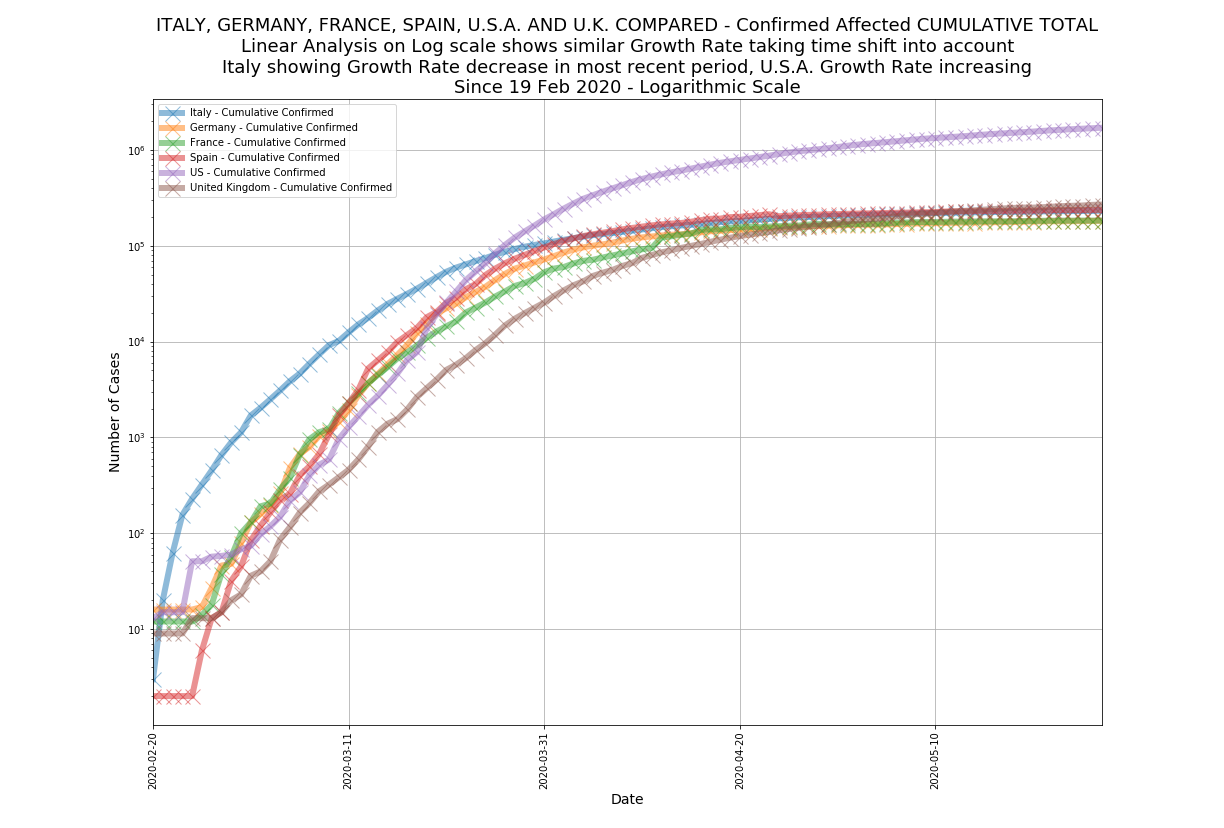 ITALY, GERMANY, FRANCE, SPAIN, U.S.A. AND U.K. COMPARED - Confirmed Affected CUMULATIVE TOTAL
Linear Analysis on Log scale shows similar Growth Rate taking time shift into account
Italy showing Growth Rate decrease in most recent period, U.S.A. Growth Rate increasing
Since 19 Feb 2020 - Logarithmic Scale
Italy - Cumulative Confirmed
Germany - Cumulative Confirmed
France - Cumulative Confirmed
Spain - Cumulative Confirmed
US - Cumulative Confirmed
United Kingdom - Cumulative Confirmed
Number of Cases
10⁶
10⁵
10⁴
10³
10²
10¹
2020-02-20
2020-03-11
2020-03-31
2020-04-20
2020-05-10
Date